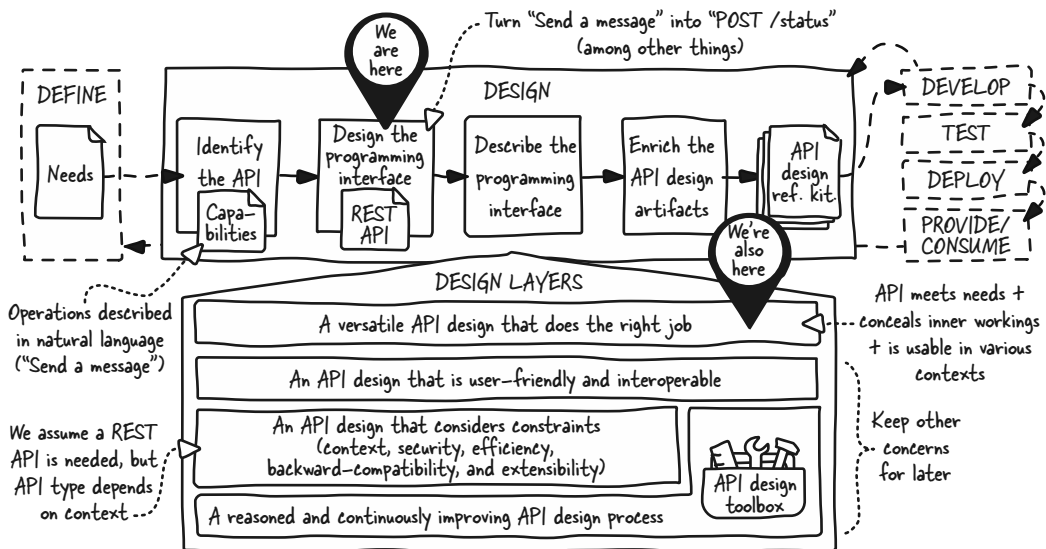 We
are
here
Turn “Send a message” into “POST /status”
(among other things)
DEFINE
Needs
DESIGN
Identify
the API
Capa-
bilities
Design the
programming
interface
REST
API
Describe the
programming
interface
Enrich the
API design
artifacts
API
design
ref. kit.
DEVELOP
TEST
DEPLOY
PROVIDE/
CONSUME
We’re
also
here
Operations described
in natural language
(“Send a message”)
DESIGN LAYERS
A versatile API design that does the right job
API meets needs +
conceals inner workings
+ is usable in various
contexts
An API design that is user-friendly and interoperable
We assume a REST
API is needed, but
API type depends
on context
An API design that considers constraints
(context, security, efficiency,
backward-compatibility, and extensibility)
Keep other
concerns
for later
API design
toolbox
A reasoned and continuously improving API design process